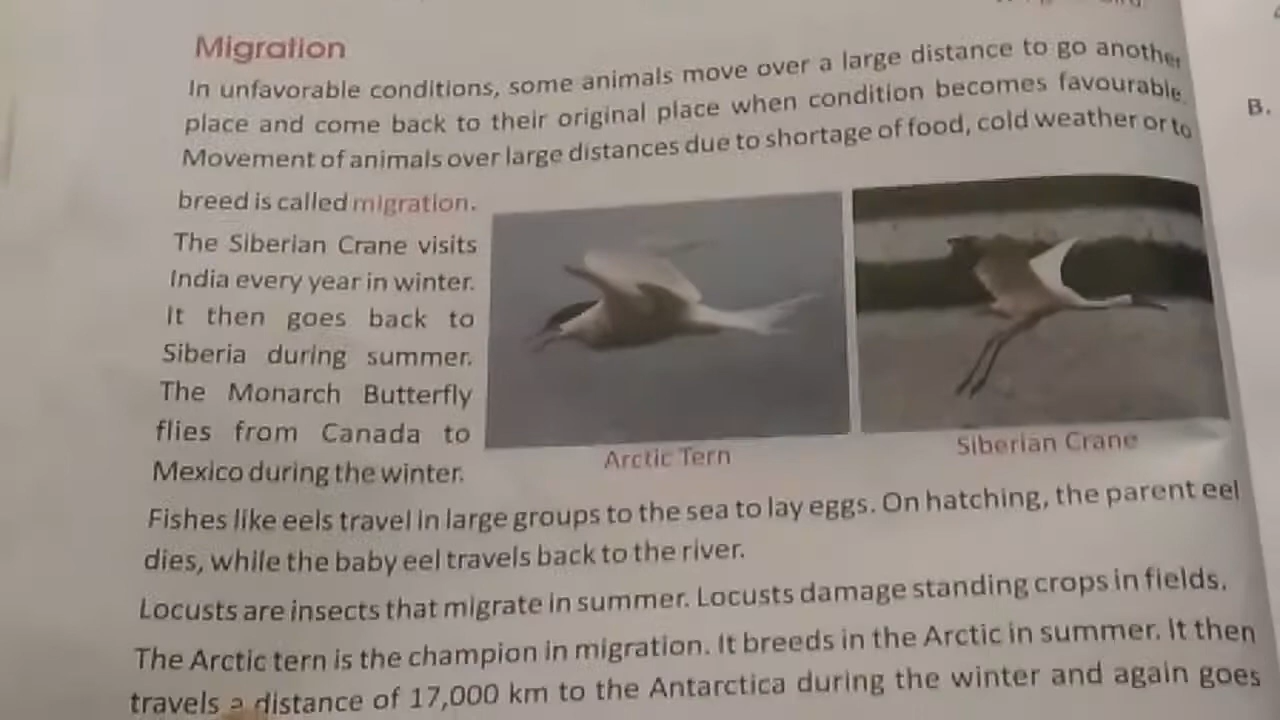 Migration
In unfavorable conditions, some animals move over a large distance to go another
place and come back to their original place when condition becomes favourable.
Movement of animals over large distances due to shortage of food, cold weather or to
breed is called migration.
The Siberian Crane visits
India every year in winter.
It then goes back to
Siberia during summer.
The Monarch Butterfly
flies from Canada to
Mexico during the winter.
Arctic Tern
Siberian Crane
Fishes like eels travel in large groups to the sea to lay eggs. On hatching, the parent eel
dies, while the baby eel travels back to the river.
Locusts are insects that migrate in summer. Locusts damage standing crops in fields.
The Arctic tern is the champion in migration. It breeds in the Arctic in summer. It then
travels a distance of 17,000 km to the Antarctica during the winter and again goes
B.